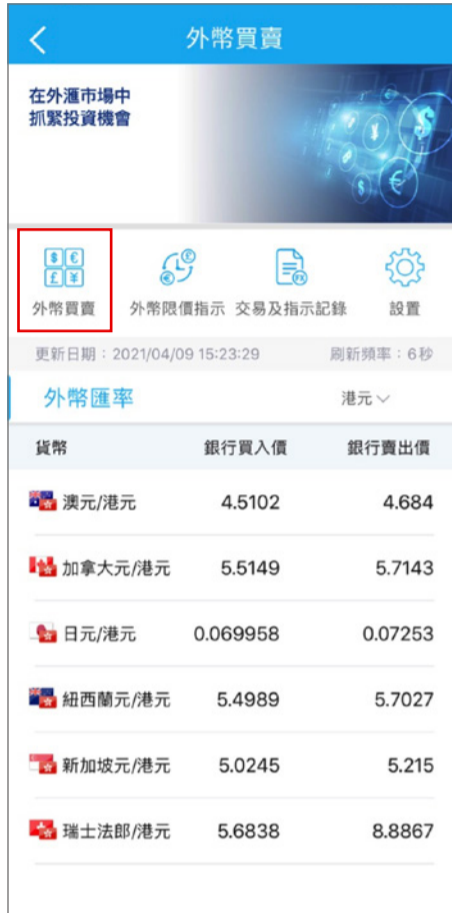 外幣買賣
在外滙市場中
抓緊投資機會
外幣買賣 外幣限價指示 交易及指示記錄 設置
更新日期：2021/04/09 15:23:29 刷新頻率：6秒
外幣匯率 港元
貨幣 銀行買入價 銀行賣出價
澳元/港元 4.5102 4.684
加拿大元/港元 5.5149 5.7143
日元/港元 0.069958 0.07253
紐西蘭元/港元 5.4989 5.7027
新加坡元/港元 5.0245 5.215
瑞士法郎/港元 5.6838 8.8867